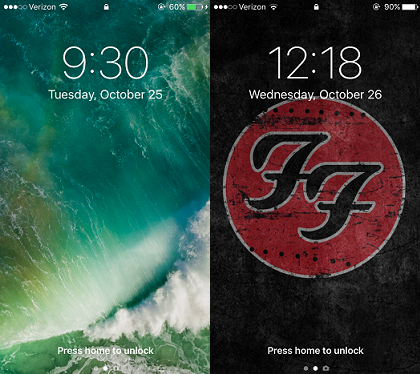 Verizon 60%
9:30
Tuesday, October 25
Press home to unlock
Verizon 90%
12:18
Wednesday, October 26
FF
Press home to unlock